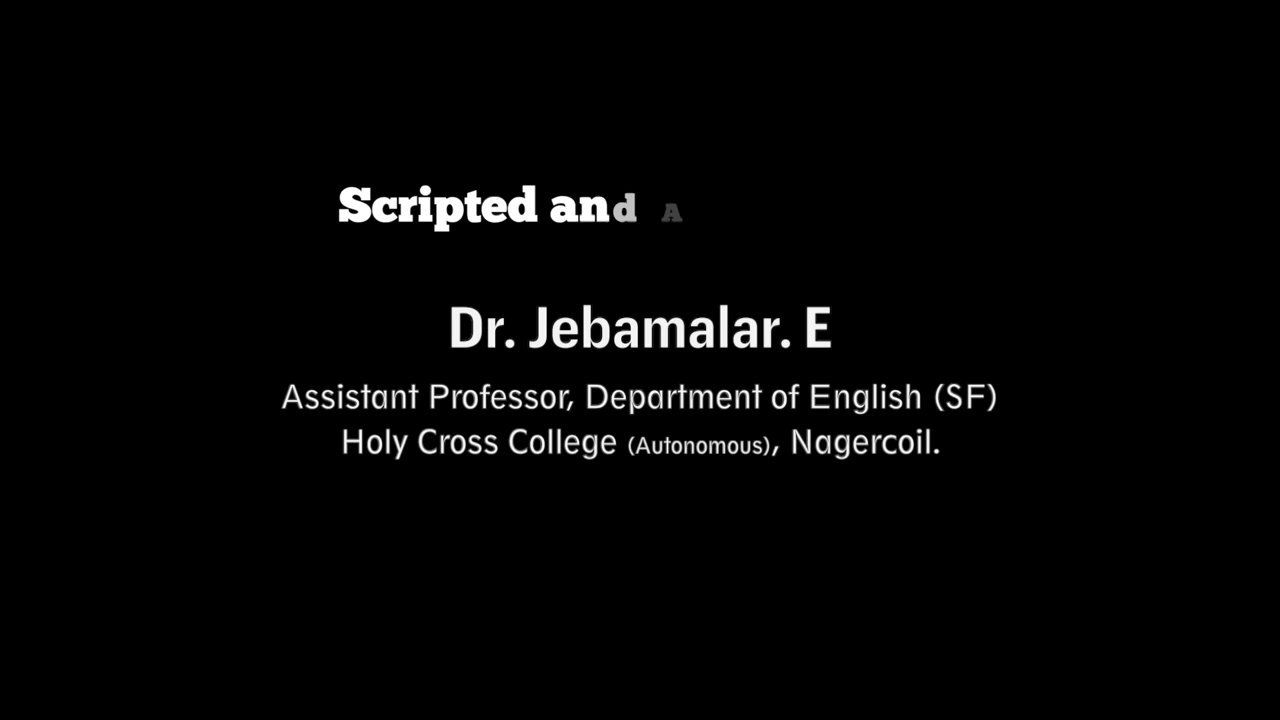 Scripted and A
Dr. Jebamalar. E
Assistant Professor, Department of English (SF)
Holy Cross College (Autonomous), Nagercoil.